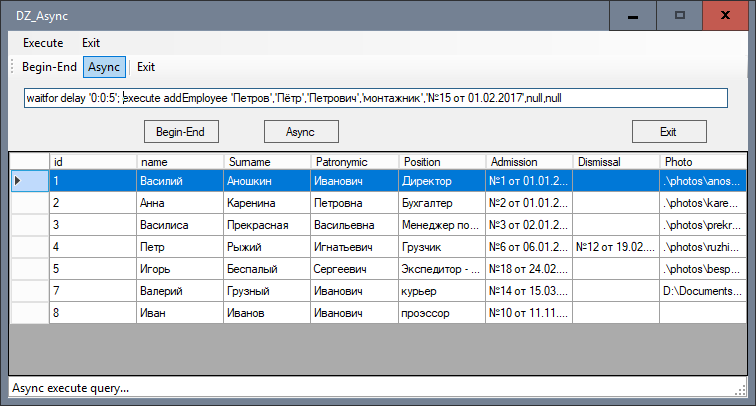 DZ_Async
Execute Exit
Begin-End Async Exit
waitfor delay '0:0:5'; execute addEmployee 'Петров','Пётр','Петрович','монтажник','№15 от 01.02.2017',null,null
Begin-End Async Exit
id name Surname Patronymic Position Admission Dismissal Photo
1 Василий Аношкин Иванович Директор №1 от 01.01.2... .\photos\anos...
2 Анна Каренина Петровна Бухгалтер №2 от 01.01.2... .\photos\kare...
3 Василиса Прекрасная Васильевна Менеджер по... №3 от 02.01.2... .\photos\prekr...
4 Петр Рыжий Игнатьевич Грузчик №6 от 06.01.2... №12 от 19.02.... .\photos\ruzhi...
5 Игорь Беспалый Сергеевич Экспедитор - ... №18 от 24.02.... .\photos\besp...
7 Валерий Грузный Иванович курьер №14 от 15.03.... D:\Documents...
8 Иван Иванов Иванович проэссор №10 от 11.11....
Async execute query...